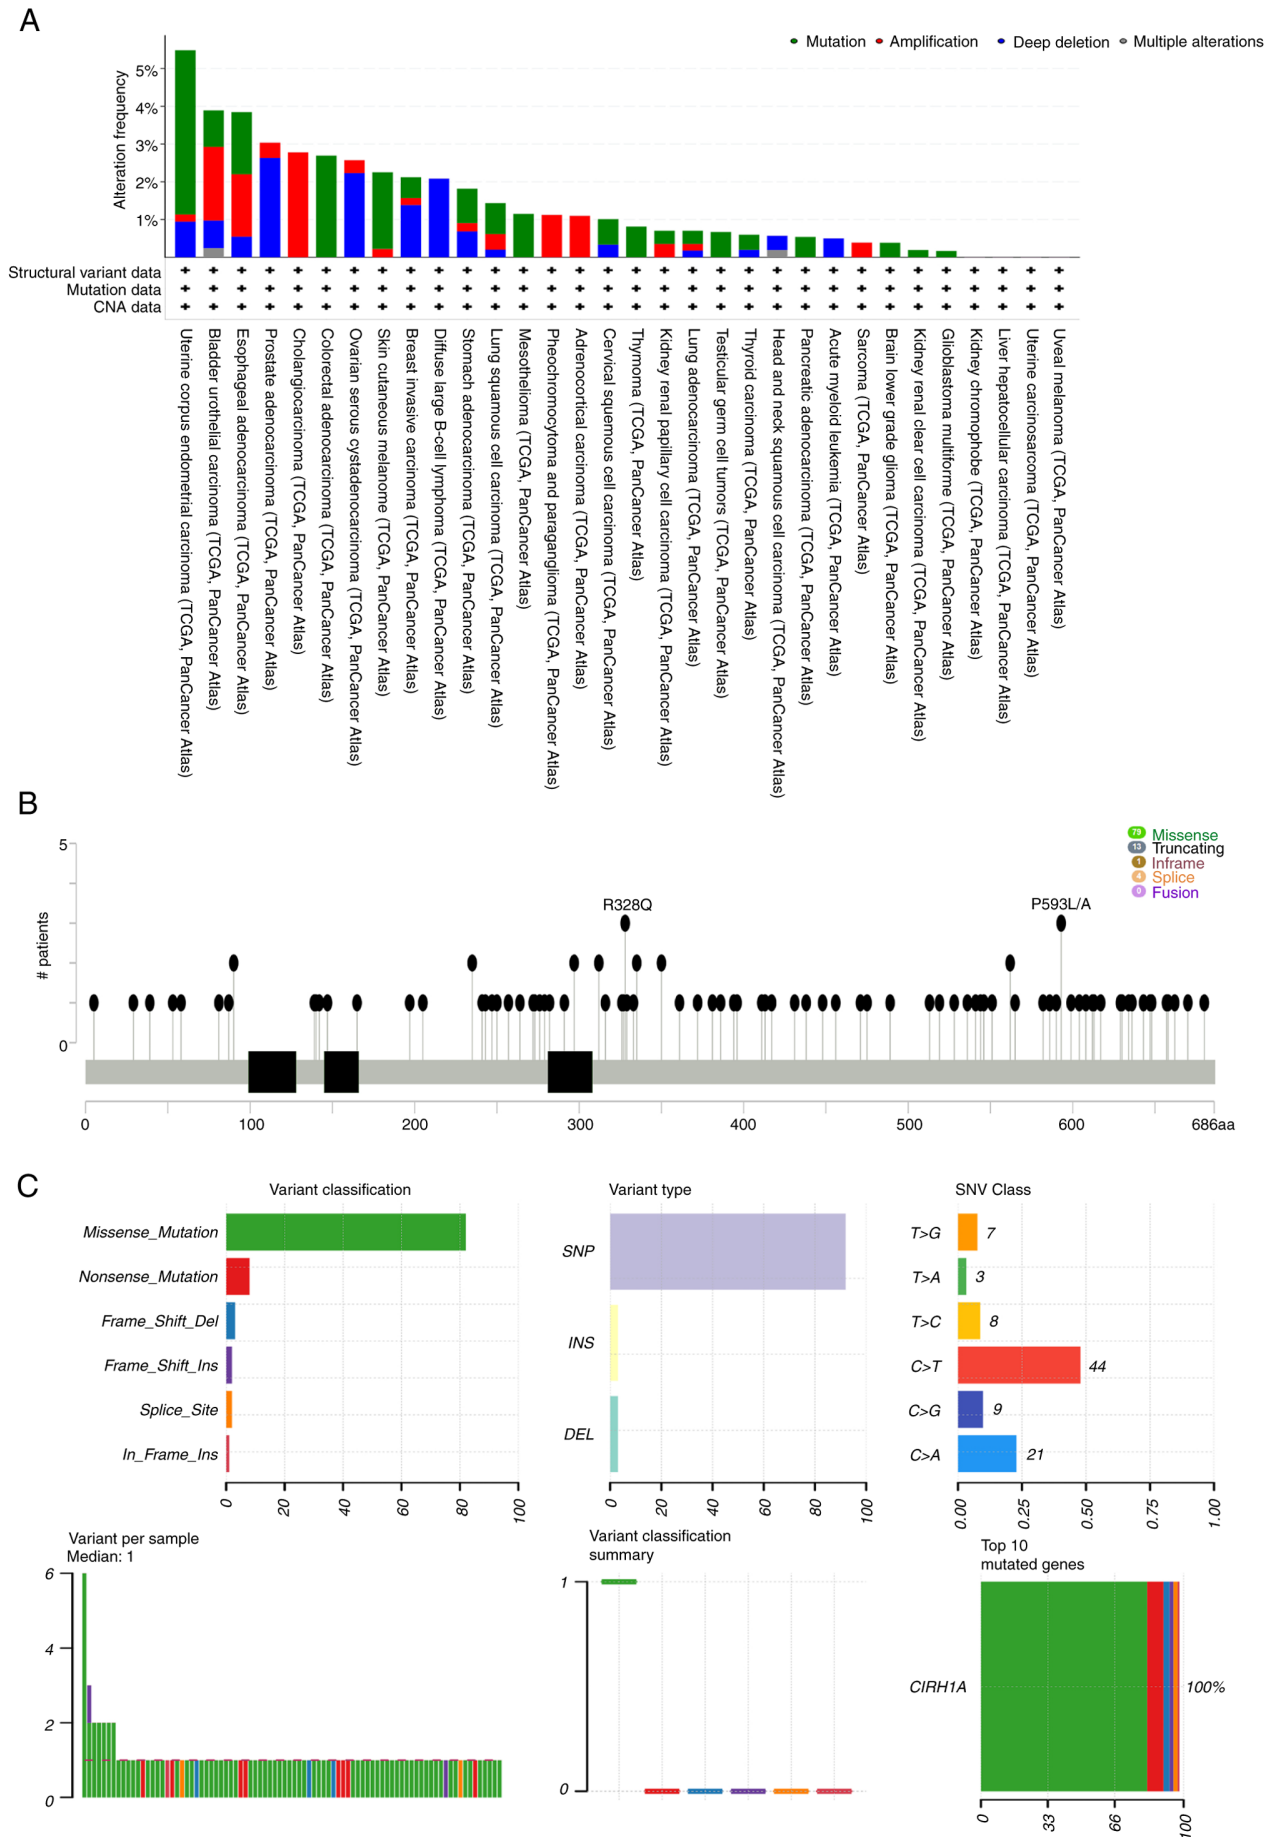 A
Mutation
Amplification
Deep deletion
Multiple alterations
Alteration frequency
5%
4%
3%
2%
1%
Structural variant data
Mutation data
CNA data
Uterine corpus endometrial carcinoma (TCGA, PanCancer Atlas)
Bladder urothelial carcinoma (TCGA, PanCancer Atlas)
Esophageal adenocarcinoma (TCGA, PanCancer Atlas)
Prostate adenocarcinoma (TCGA, PanCancer Atlas)
Cholangiocarcinoma (TCGA, PanCancer Atlas)
Colorectal adenocarcinoma (TCGA, PanCancer Atlas)
Ovarian serous cystadenocarcinoma (TCGA, PanCancer Atlas)
Skin cutaneous melanome (TCGA, PanCancer Atlas)
Breast invasive carcinoma (TCGA, PanCancer Atlas)
Diffuse large B-cell lymphoma (TCGA, PanCancer Atlas)
Stomach adenocarcinoma (TCGA, PanCancer Atlas)
Lung squamous cell carcinoma (TCGA, PanCancer Atlas)
Mesothelioma (TCGA, PanCancer Atlas)
Pheochromocytoma and paraganglioma (TCGA, PanCancer Atlas)
Adrenocortical carcinoma (TCGA, PanCancer Atlas)
Cervical squemous cell carcinoma (TCGA, PanCancer Atlas)
Thymoma (TCGA, PanCancer Atlas)
Kidney renal papillary cell carcinoma (TCGA, PanCancer Atlas)
Lung adenocarcinoma (TCGA, PanCancer Atlas)
Testicular germ cell tumors (TCGA, PanCancer Atlas)
Thyroid carcinoma (TCGA, PanCancer Atlas)
Head and neck squamous cell carcinoma (TCGA, PanCancer Atlas)
Pancreatic adenocarcinoma (TCGA, PanCancer Atlas)
Acute myeloid leukemia (TCGA, PanCancer Atlas)
Sarcoma (TCGA, PanCancer Atlas)
Brain lower grade glioma (TCGA, PanCancer Atlas)
Kidney renal clear cell carcinoma (TCGA, PanCancer Atlas)
Glioblastoma multiforme (TCGA, PanCancer Atlas)
Kidney chromophobe (TCGA, PanCancer Atlas)
Liver hepatocellular carcinoma (TCGA, PanCancer Atlas)
Uterine carcinosarcoma (TCGA, PanCancer Atlas)
Uveal melanoma (TCGA, PanCancer Atlas)
B
79 Missense
13 Truncating
1 Inframe
4 Splice
0 Fusion
# patients
5
0
R328Q
P593L/A
0 100 200 300 400 500 600 686aa
C
Variant classification
Missense_Mutation
Nonsense_Mutation
Frame_Shift_Del
Frame_Shift_Ins
Splice_Site
In_Frame_Ins
0 20 40 60 80 100
Variant type
SNP
INS
DEL
0 20 40 60 80 100
SNV Class
T>G 7
T>A 3
T>C 8
C>T 44
C>G 9
C>A 21
0.00 0.25 0.50 0.75 1.00
Variant per sample
Median: 1
6
4
2
0
Variant classification
summary
1
0
Top 10
mutated genes
CIRH1A
100%
0 33 66 100